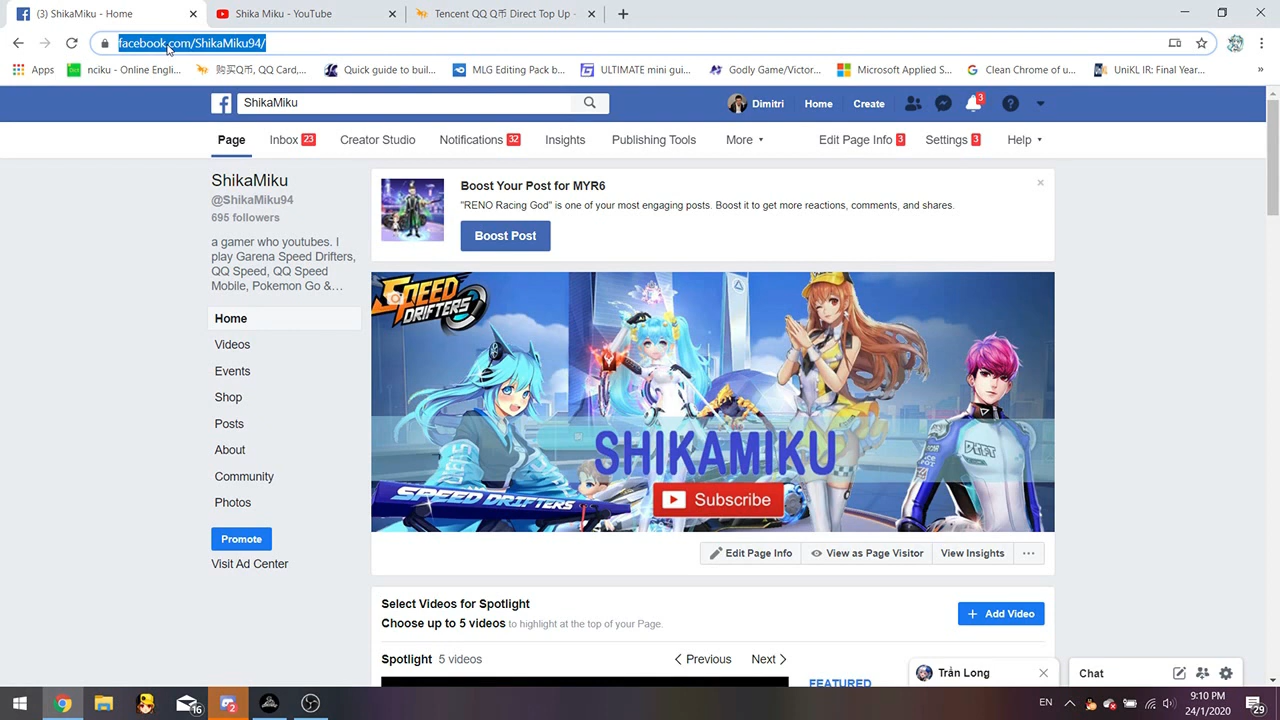 (3) ShikaMiku - Home
Shika Miku - YouTube
Tencent QQ Q币 Direct Top Up -
facebook.com/ShikaMiku94/
Apps
nciku - Online Engli...
购买Q币, QQ Card,...
Quick guide to buil...
MLG Editing Pack b...
ULTIMATE mini gui...
Godly Game/Victor...
Microsoft Applied S...
Clean Chrome of u...
UniKL IR: Final Year...
»
ShikaMiku
Dimitri
Home
Create
3
Page
Inbox 23
Creator Studio
Notifications 32
Insights
Publishing Tools
More
Edit Page Info 3
Settings 3
Help
ShikaMiku
@ShikaMiku94
695 followers
a gamer who youtubes. I
play Garena Speed Drifters,
QQ Speed, QQ Speed
Mobile, Pokemon Go &...
Home
Videos
Events
Shop
Posts
About
Community
Photos
Promote
Visit Ad Center
Boost Your Post for MYR6
"RENO Racing God" is one of your most engaging posts. Boost it to get more reactions, comments, and shares.
Boost Post
SPEED
DRIFTERS
SHIKAMIKU
Subscribe
SPEED DRIFTERS
Edit Page Info
View as Page Visitor
View Insights
Select Videos for Spotlight
Choose up to 5 videos to highlight at the top of your Page.
Add Video
Spotlight 5 videos
Previous
Next
FEATURED
Trần Long
Chat
16
2
EN
9:10 PM
24/1/2020
29